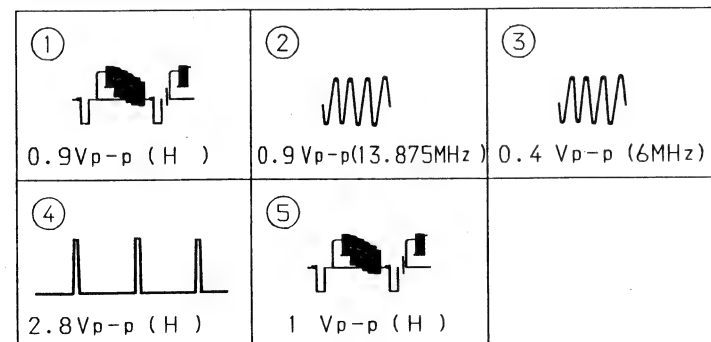 ①
②
③
0.9Vp-p (H )
0.9 Vp-p(13.875MHz)
0.4 Vp-p (6MHz)
④
⑤
2.8Vp-p (H )
1 Vp-p (H )